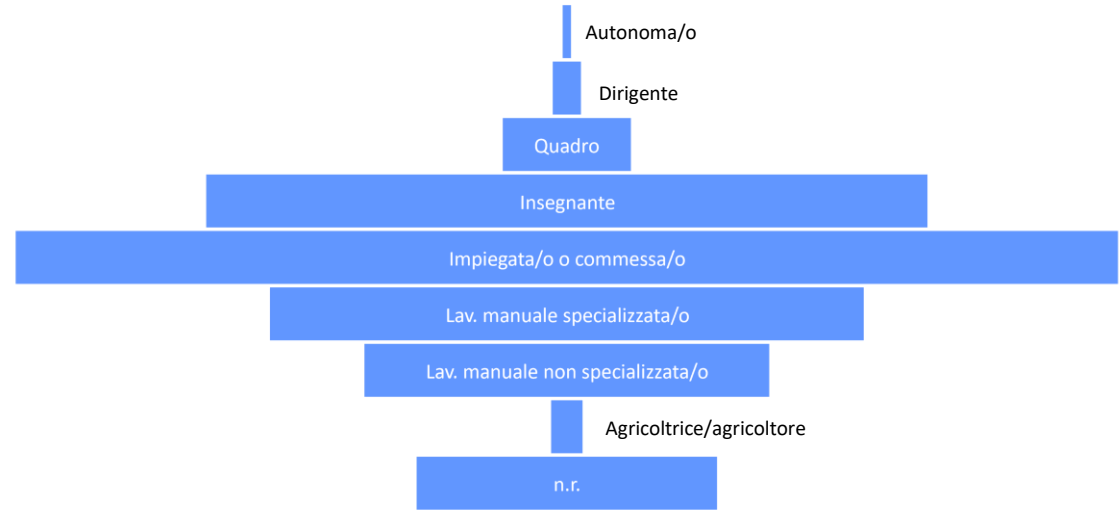 Autonoma/o
Dirigente
Quadro
Insegnante
Impiegata/o o commessa/o
Lav. manuale specializzata/o
Lav. manuale non specializzata/o
Agricoltrice/agricoltore
n.r.